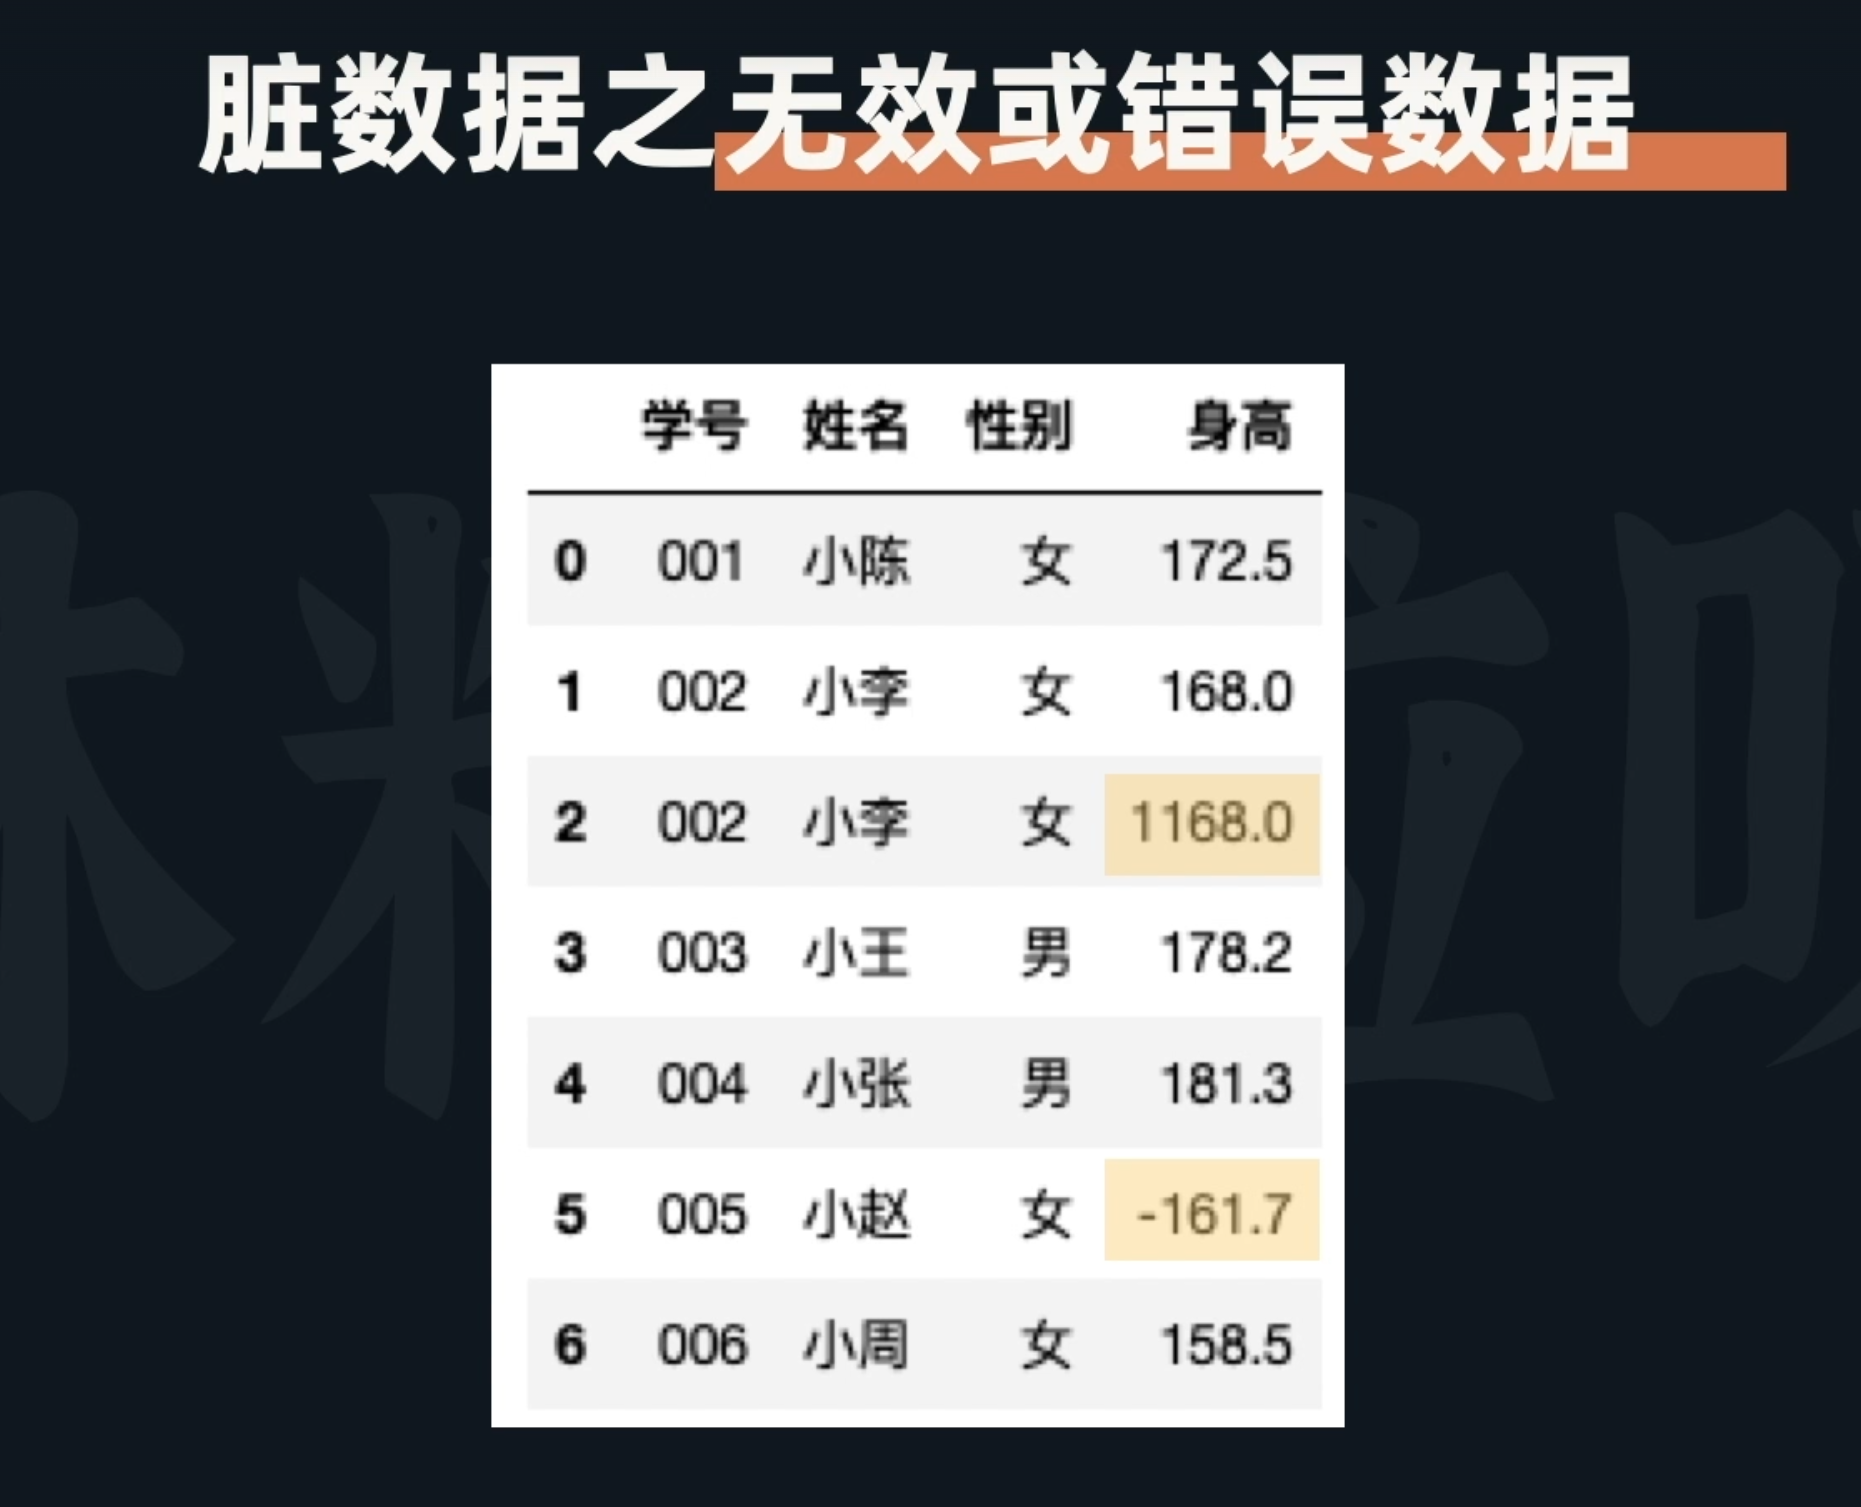 脏数据之无效或错误数据
学号 姓名 性别 身高
0 001 小陈 女 172.5
1 002 小李 女 168.0
2 002 小李 女 1168.0
3 003 小王 男 178.2
4 004 小张 男 181.3
5 005 小赵 女 -161.7
6 006 小周 女 158.5